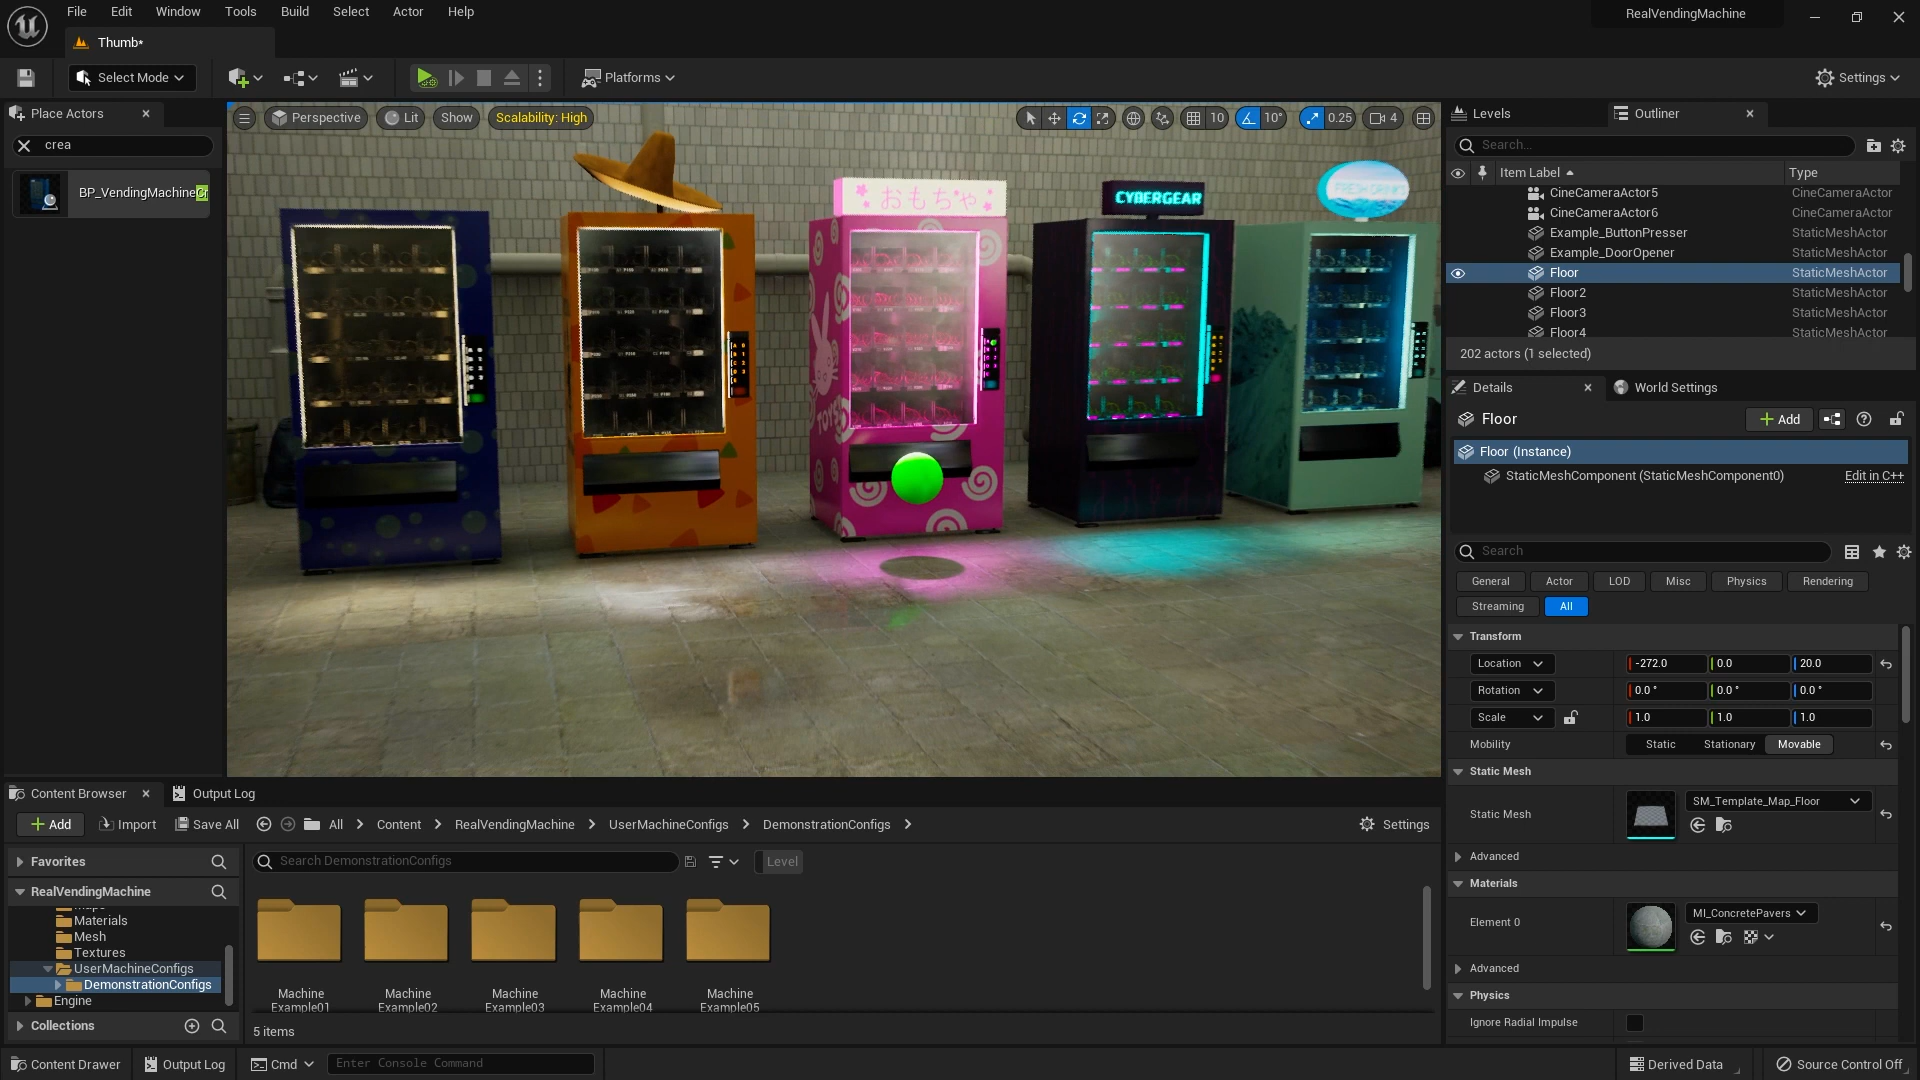 File Edit Window Tools Build Select Actor Help
RealVendingMachine
Thumb*
Select Mode
Platforms
Settings
Place Actors
crea
BP_VendingMachineCr
Perspective
Lit
Show
Scalability: High
10
10°
0.25
4
おもちゃ
CYBERGEAR
FRESH DRINKS
TOYS
Levels
Outliner
Search...
Item Label
Type
CineCameraActor5 CineCameraActor
CineCameraActor6 CineCameraActor
Example_ButtonPresser StaticMeshActor
Example_DoorOpener StaticMeshActor
Floor StaticMeshActor
Floor2 StaticMeshActor
Floor3 StaticMeshActor
Floor4 StaticMeshActor
202 actors (1 selected)
Details
World Settings
Floor
Add
Floor (Instance)
StaticMeshComponent (StaticMeshComponent0) Edit in C++
Search
General Actor LOD Misc Physics Rendering
Streaming All
Transform
Location -272.0 0.0 20.0
Rotation 0.0 ° 0.0 ° 0.0 °
Scale 1.0 1.0 1.0
Mobility Static Stationary Movable
Static Mesh
Static Mesh SM_Template_Map_Floor
Advanced
Materials
Element 0 MI_ConcretePavers
Advanced
Physics
Ignore Radial Impulse
Content Browser
Output Log
Add Import Save All All Content RealVendingMachine UserMachineConfigs DemonstrationConfigs Settings
Favorites
RealVendingMachine
Maps
Materials
Mesh
Textures
UserMachineConfigs
DemonstrationConfigs
Engine
Collections
Search DemonstrationConfigs
Level
Machine Example01
Machine Example02
Machine Example03
Machine Example04
Machine Example05
5 items
Content Drawer Output Log Cmd Enter Console Command Derived Data Source Control Off